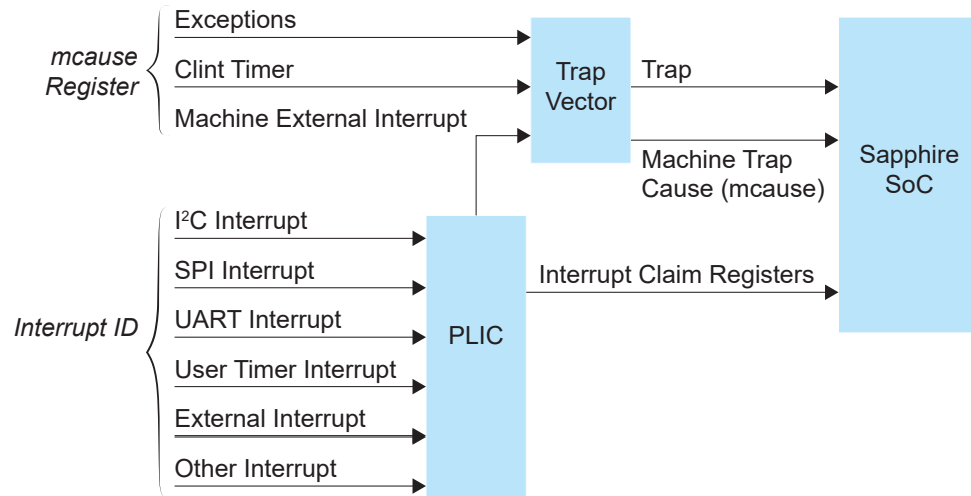 Exceptions
mcause
Register
Clint Timer
Machine External Interrupt
Trap
Vector
Trap
Machine Trap
Cause (mcause)
Sapphire
SoC
I²C Interrupt
SPI Interrupt
Interrupt ID
UART Interrupt
User Timer Interrupt
External Interrupt
Other Interrupt
PLIC
Interrupt Claim Registers